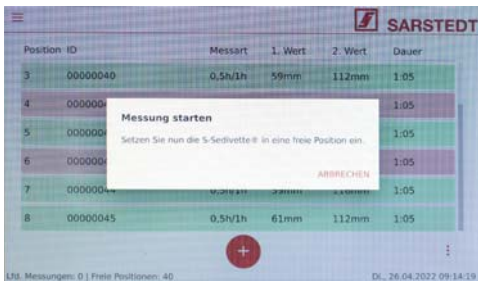 SARSTEDT
Position ID Messart 1. Wert 2. Wert Dauer
3 00000040 0,5h/1h 59mm 112mm 1:05
4 1:05
Messung starten
5 1:05
Setzen Sie nun die S-Sedivette® in eine freie Position ein.
6 1:05
ABBRECHEN
7 0,5h/1h 1:05
8 00000045 0,5h/1h 61mm 112mm 1:05
Lfd. Messungen: 0 | Freie Positionen: 40 Di., 26.04.2022 09:14:19